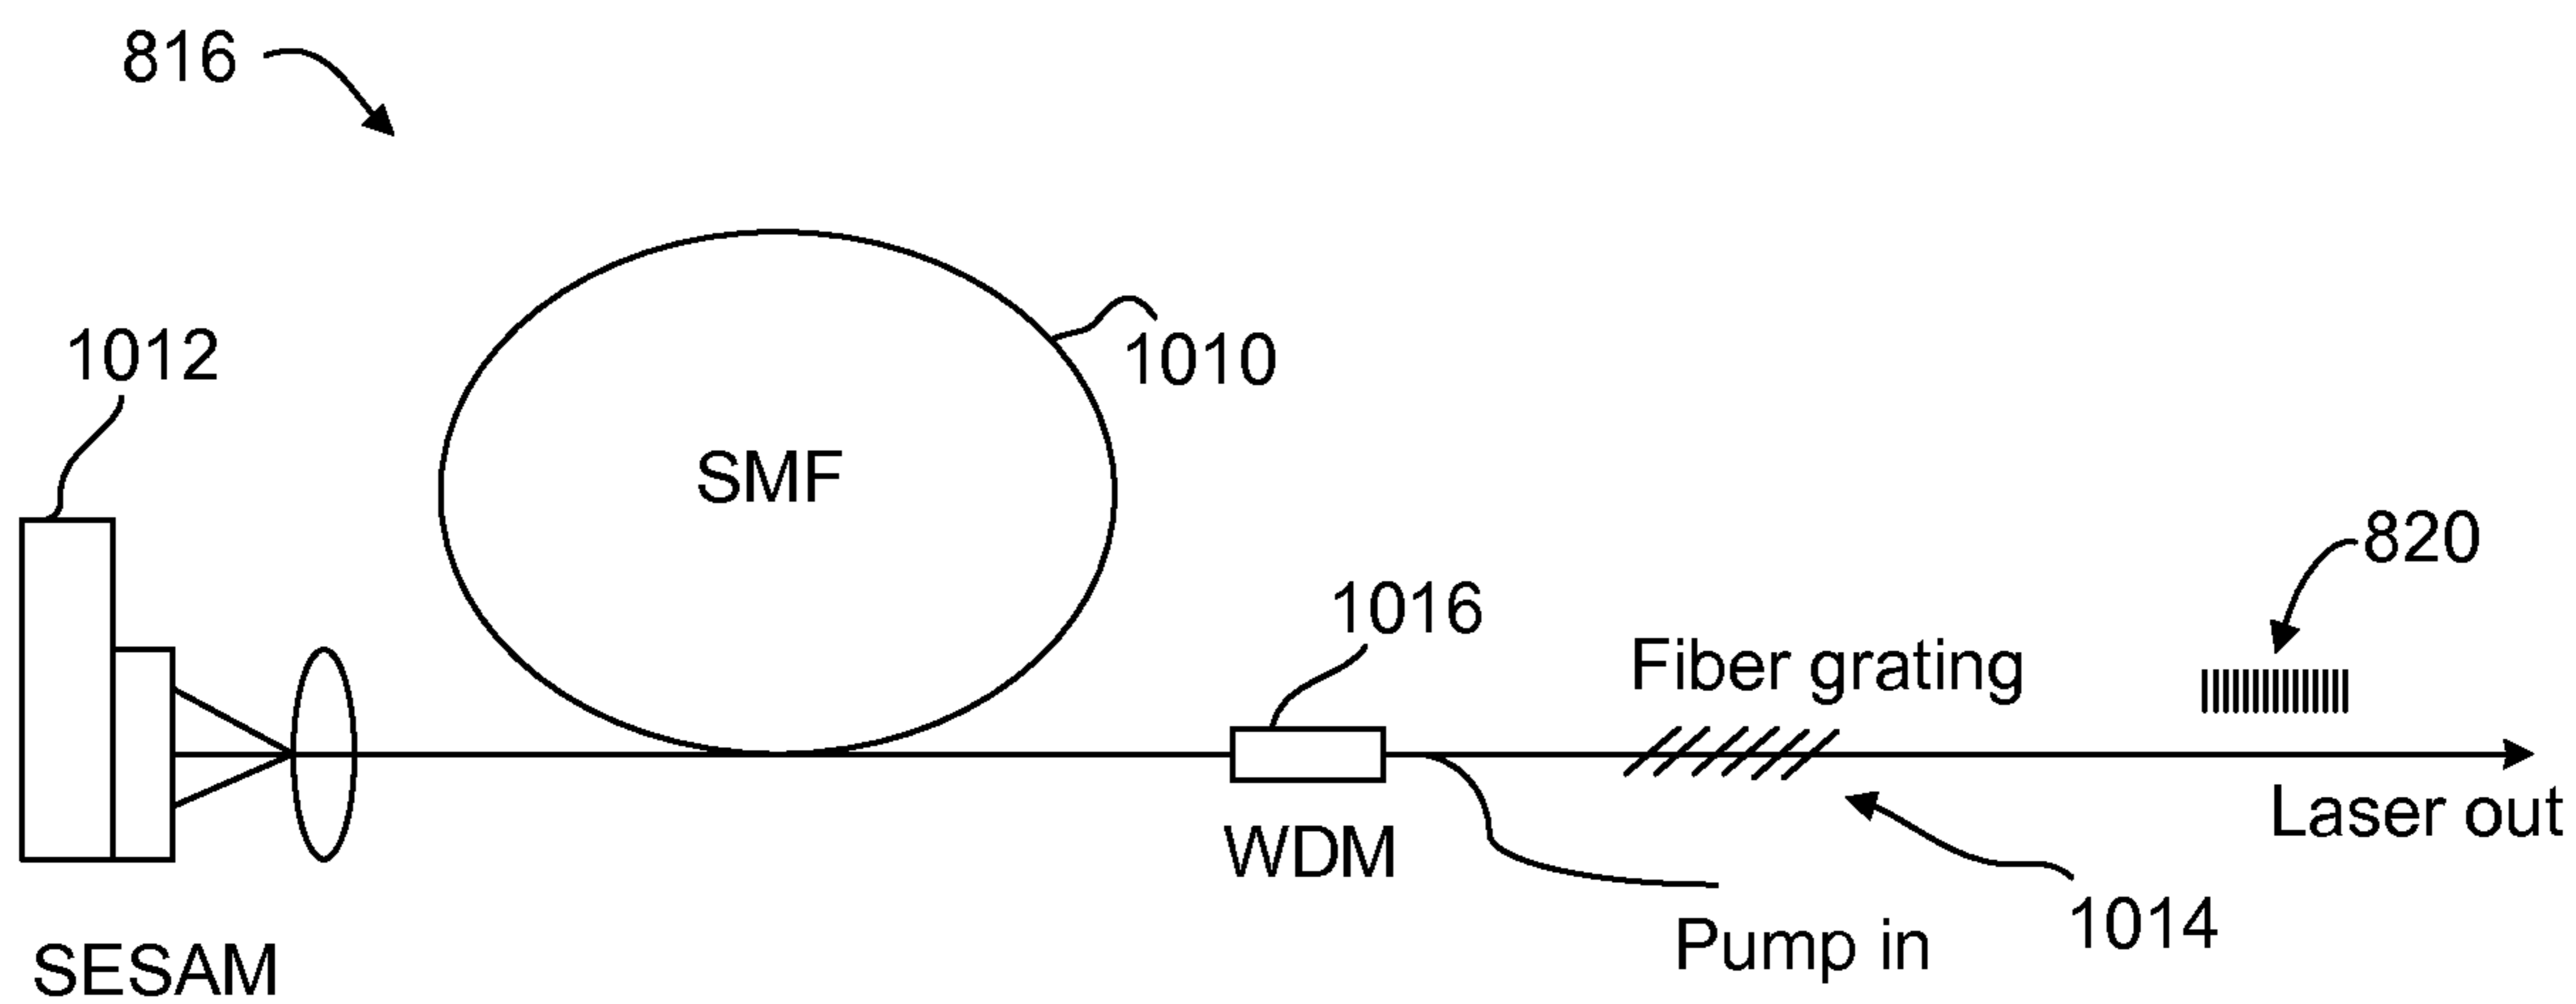 816
1012
1010
SMF
820
1016
Fiber grating
Laser out
WDM
1014
Pump in
SESAM